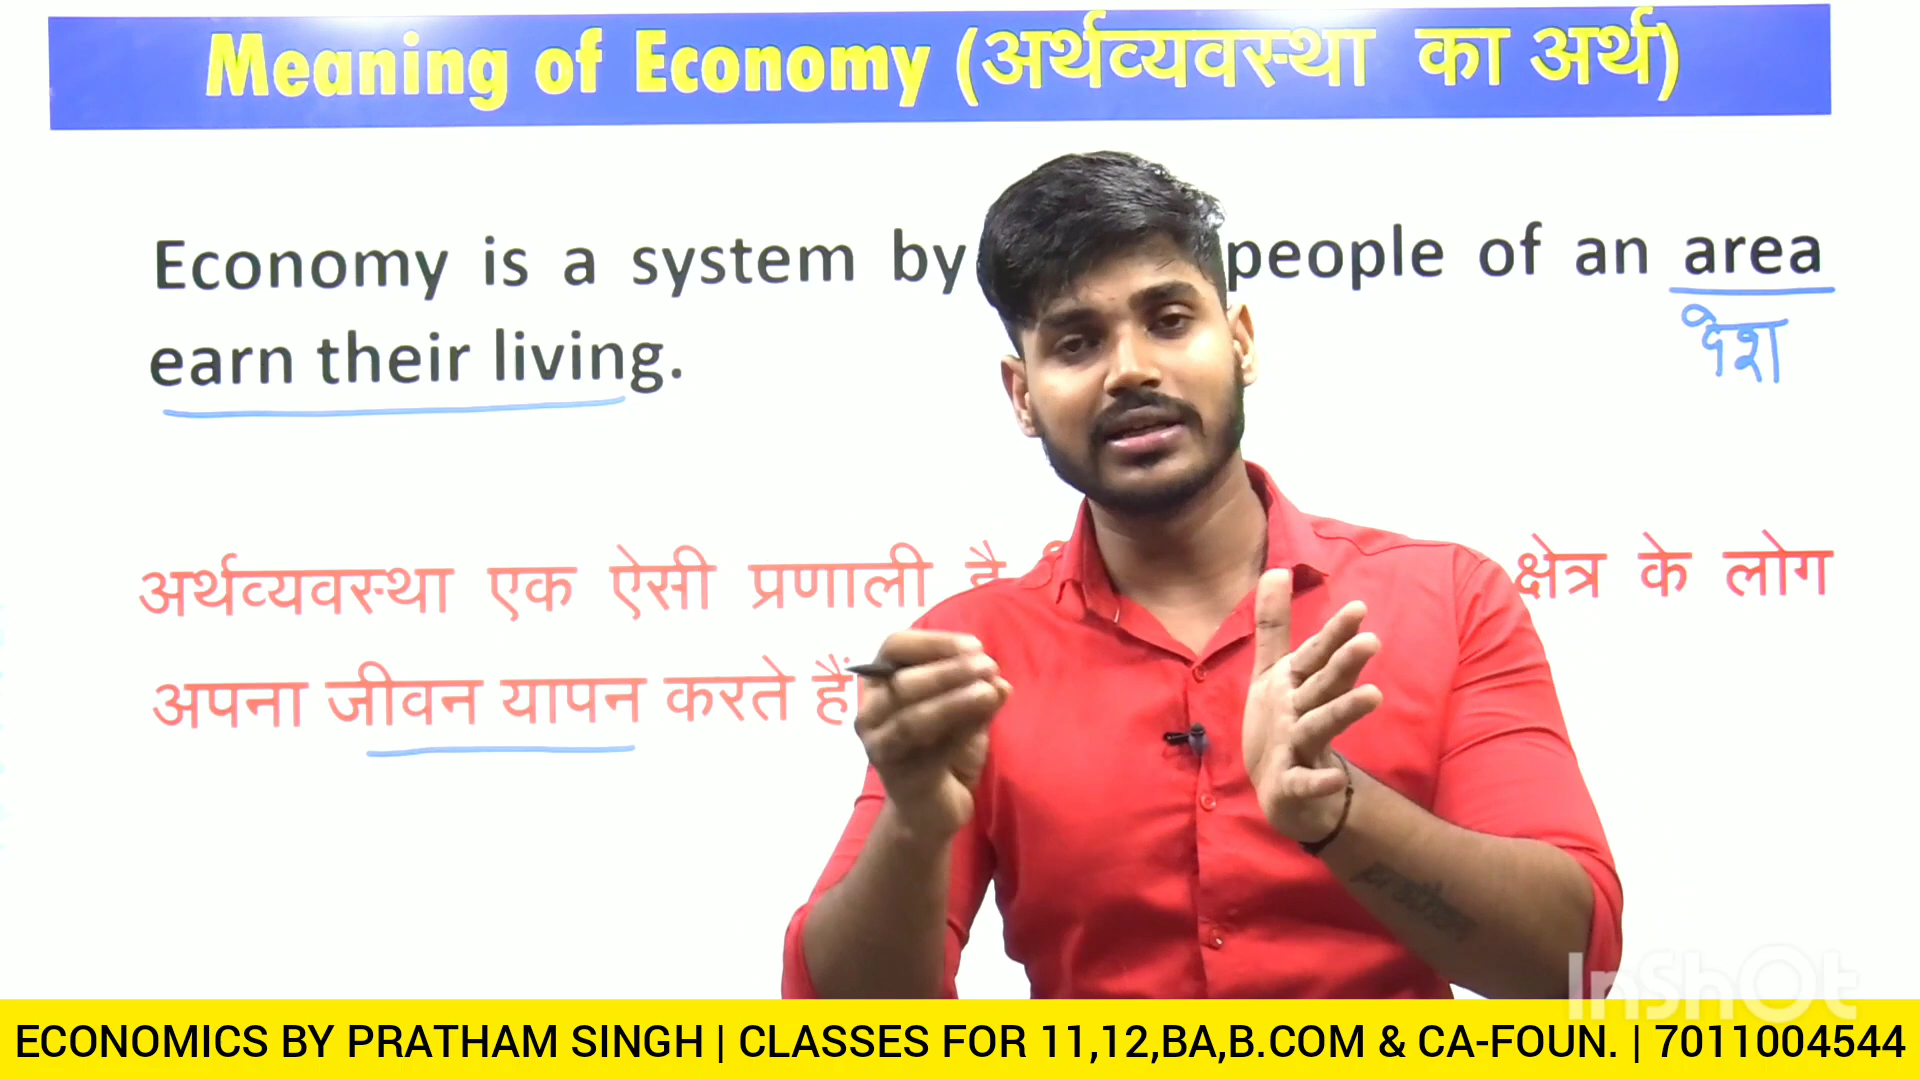 Meaning of Economy (अर्थव्यवस्था का अर्थ)
Economy is a system by people of an area
देश
earn their living.
अर्थव्यवस्था एक ऐसी प्रणाली है क्षेत्र के लोग
अपना जीवन यापन करते हैं।
pratham
InShOt
ECONOMICS BY PRATHAM SINGH | CLASSES FOR 11,12,BA,B.COM & CA-FOUN. | 7011004544